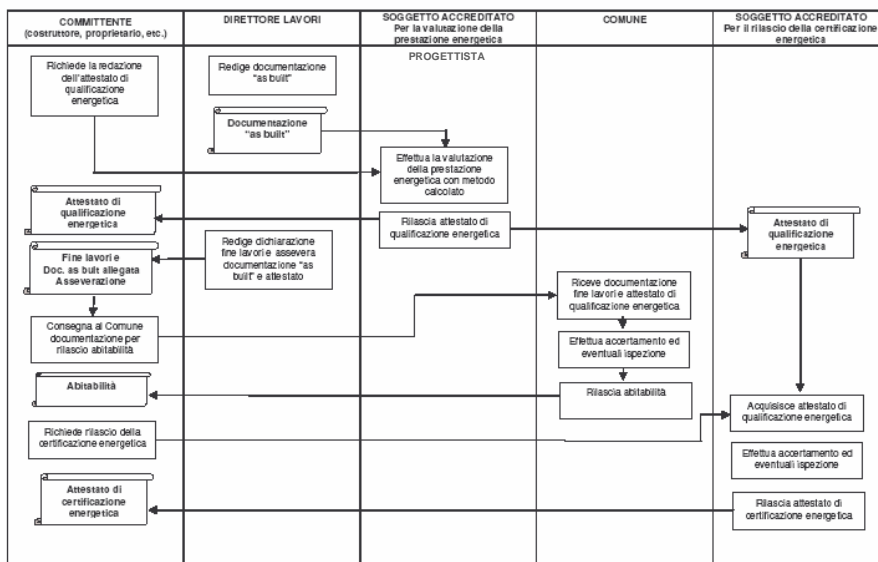 COMMITTENTE
(costruttore, proprietario, etc.)
DIRETTORE LAVORI
SOGGETTO ACCREDITATO
Per la valutazione della
prestazione energetica
COMUNE
SOGGETTO ACCREDITATO
Per il rilascio della certificazione
energetica
PROGETTISTA
Richiede la redazione
dell'attestato di
qualificazione
energetica
Redige documentazione
"as built"
Documentazione
"as built"
Effettua la valutazione
della prestazione
energetica con metodo
calcolato
Attestato di
qualificazione
energetica
Rilascia attestato di
qualificazione energetica
Attestato di
qualificazione
energetica
Fine lavori e
Doc. as bult allegata
Asseverazione
Redige dichiarazione
fine lavori e assevera
documentazione "as
built" e attestato
Riceve documentazione
fine lavori e attestato di
qualificazione energetica
Consegna al Comune
documentazione per
rilascio abitabilità
Effettua accertamento ed
eventuali ispezione
Abitabilità
Rilascia abitabilità
Acquisisce attestato di
qualificazione energetica
Richiede rilascio della
certificazione energetica
Effettua accertamento ed
eventuali ispezione
Attestato di
certificazione
energetica
Rilascia attestato di
certificazione energetica